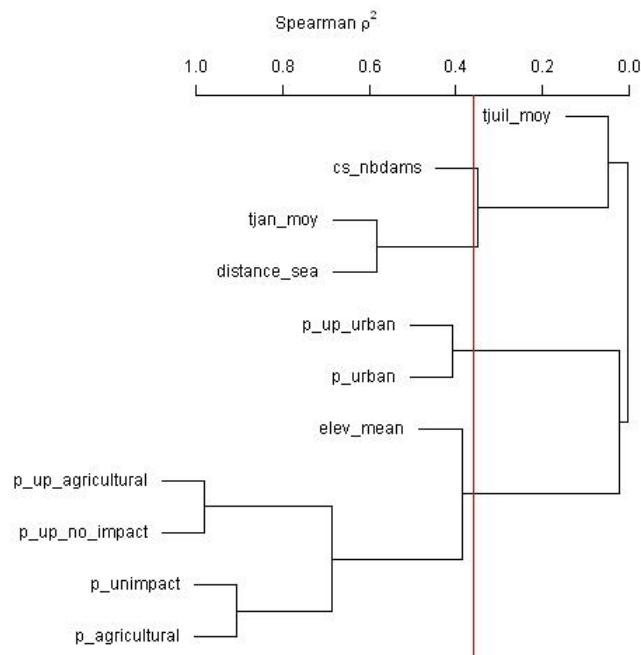 Spearman ρ²
1.0 0.8 0.6 0.4 0.2 0.0
tjuil_moy
cs_nbdams
tjan_moy
distance_sea
p_up_urban
p_urban
elev_mean
p_up_agricultural
p_up_no_impact
p_unimpact
p_agricultural